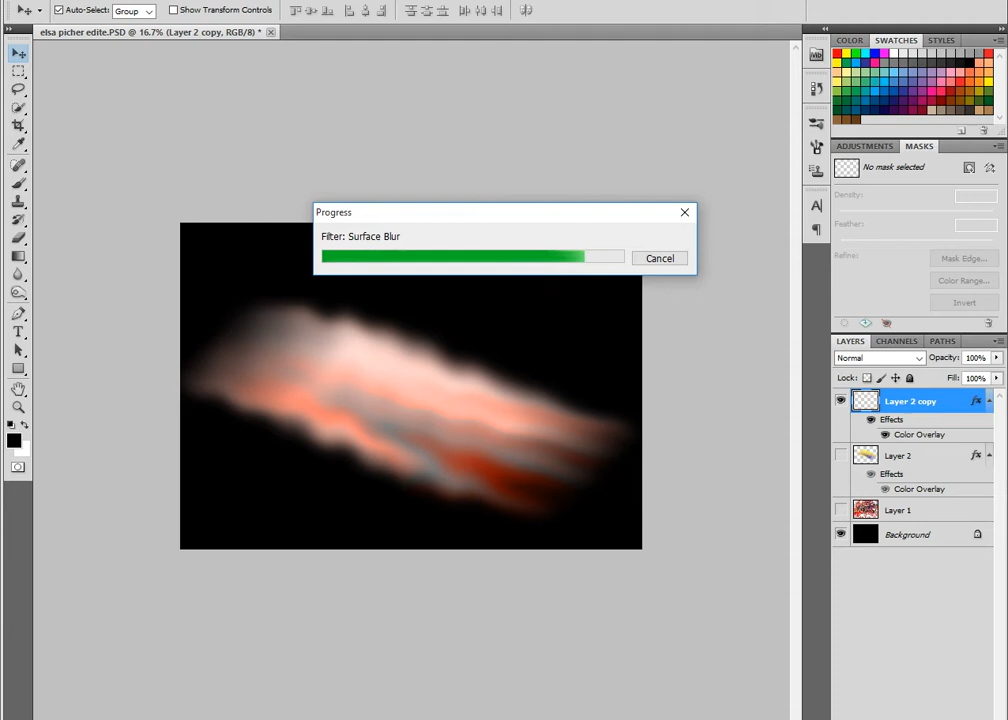 Auto-Select:
Group
Show Transform Controls
elsa picher edite.PSD @ 16.7% (Layer 2 copy, RGB/8) *
COLOR
SWATCHES
STYLES
ADJUSTMENTS
MASKS
No mask selected
Density:
Feather:
Refine:
Mask Edge...
Color Range...
Invert
Progress
Filter: Surface Blur
Cancel
LAYERS
CHANNELS
PATHS
Normal
Opacity:
100%
Lock:
Fill:
100%
Layer 2 copy
fx
Effects
Color Overlay
Layer 2
fx
Effects
Color Overlay
Layer 1
Background